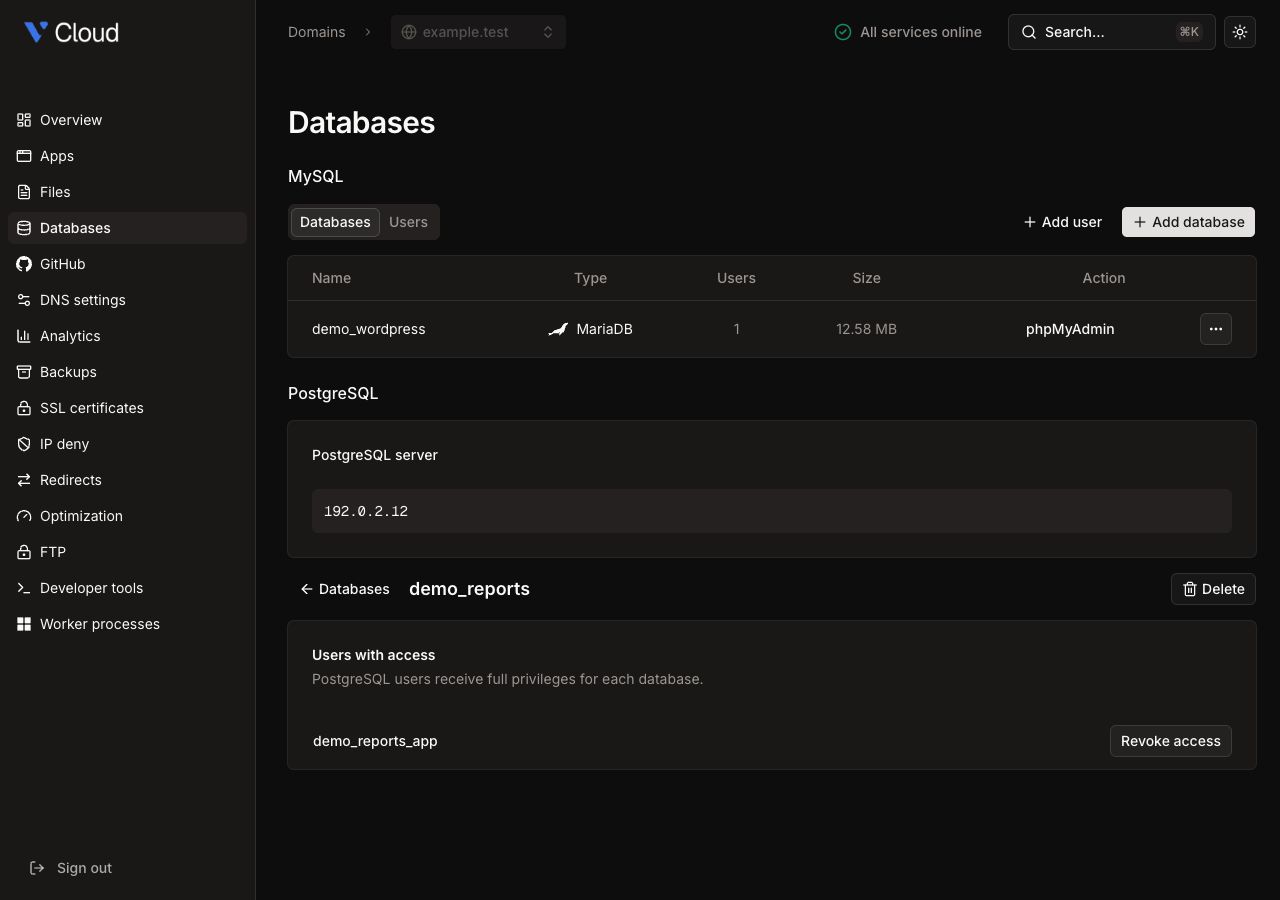 Cloud
Domains
example.test
All services online
Search...
⌘K
Overview
Apps
Files
Databases
GitHub
DNS settings
Analytics
Backups
SSL certificates
IP deny
Redirects
Optimization
FTP
Developer tools
Worker processes
Sign out
Databases
MySQL
Databases Users
+ Add user
+ Add database
Name Type Users Size Action
demo_wordpress MariaDB 1 12.58 MB phpMyAdmin
PostgreSQL
PostgreSQL server
192.0.2.12
← Databases demo_reports
Delete
Users with access
PostgreSQL users receive full privileges for each database.
demo_reports_app Revoke access